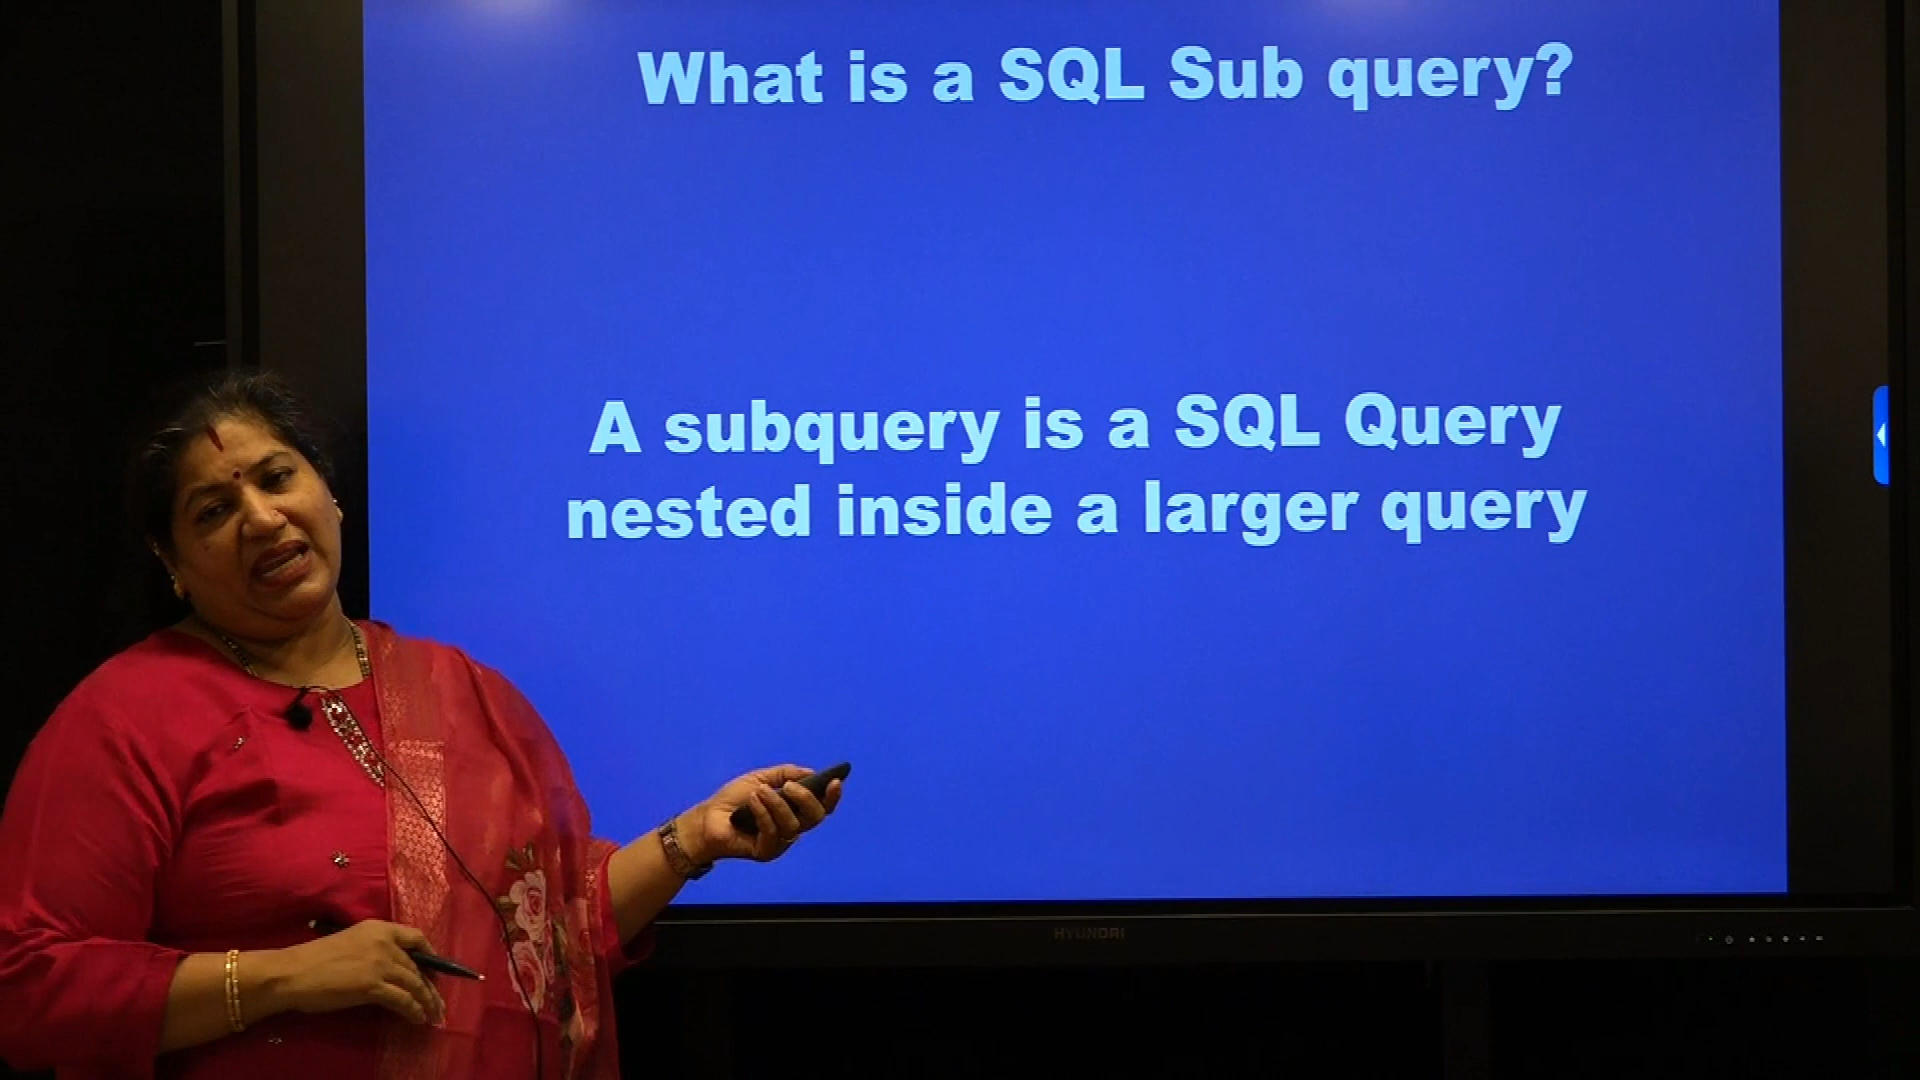 What is a SQL Sub query?
A subquery is a SQL Query
nested inside a larger query
HYUNDAI